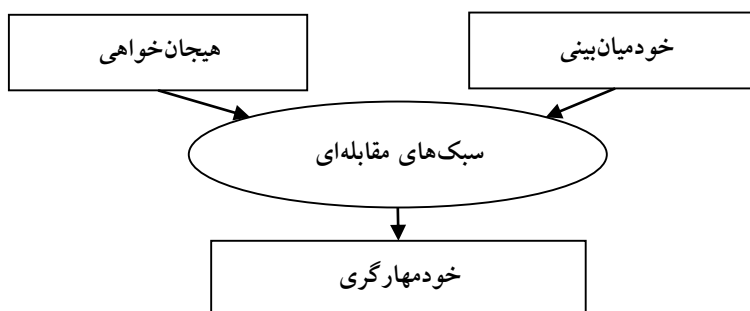 خودمیان‌بینی
هیجان‌خواهی
سبک‌های مقابله‌ای
خودمهارگری